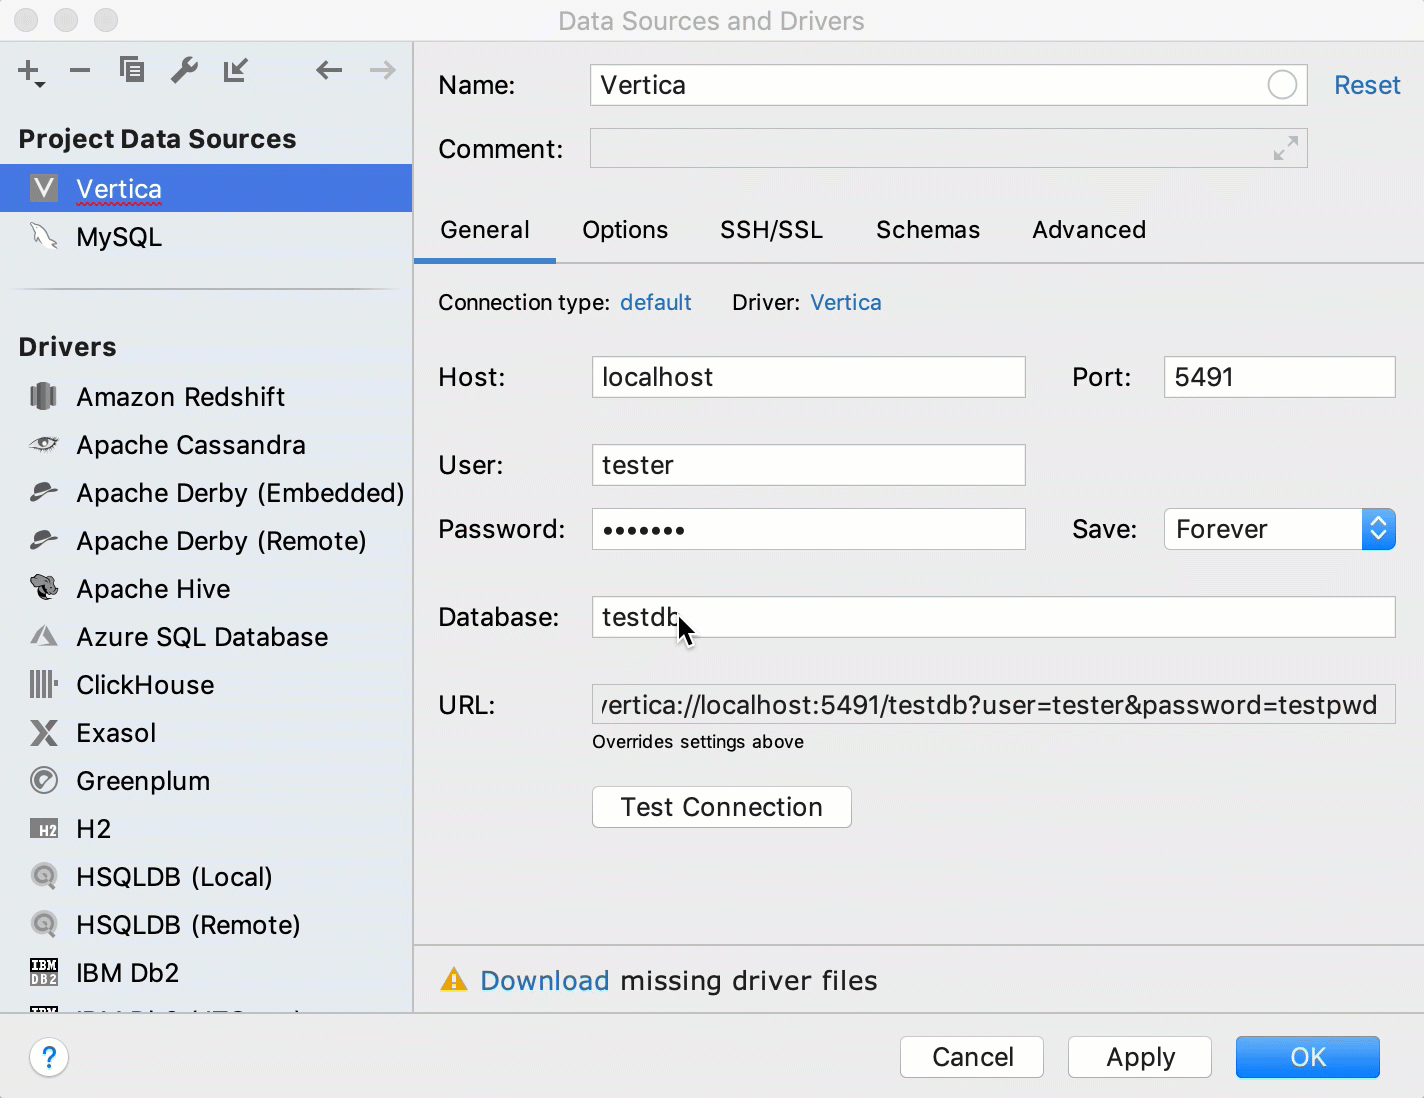 Data Sources and Drivers
Name: Vertica Reset
Comment:
Project Data Sources
Vertica
MySQL
Drivers
Amazon Redshift
Apache Cassandra
Apache Derby (Embedded)
Apache Derby (Remote)
Apache Hive
Azure SQL Database
ClickHouse
Exasol
Greenplum
H2
H2
HSQLDB (Local)
HSQLDB (Remote)
IBM DB2
IBM Db2
General Options SSH/SSL Schemas Advanced
Connection type: default Driver: Vertica
Host: localhost Port: 5491
User: tester
Password: ••••••• Save: Forever
Database: testdb
URL: vertica://localhost:5491/testdb?user=tester&password=testpwd
Overrides settings above
Test Connection
Download missing driver files
? Cancel Apply OK